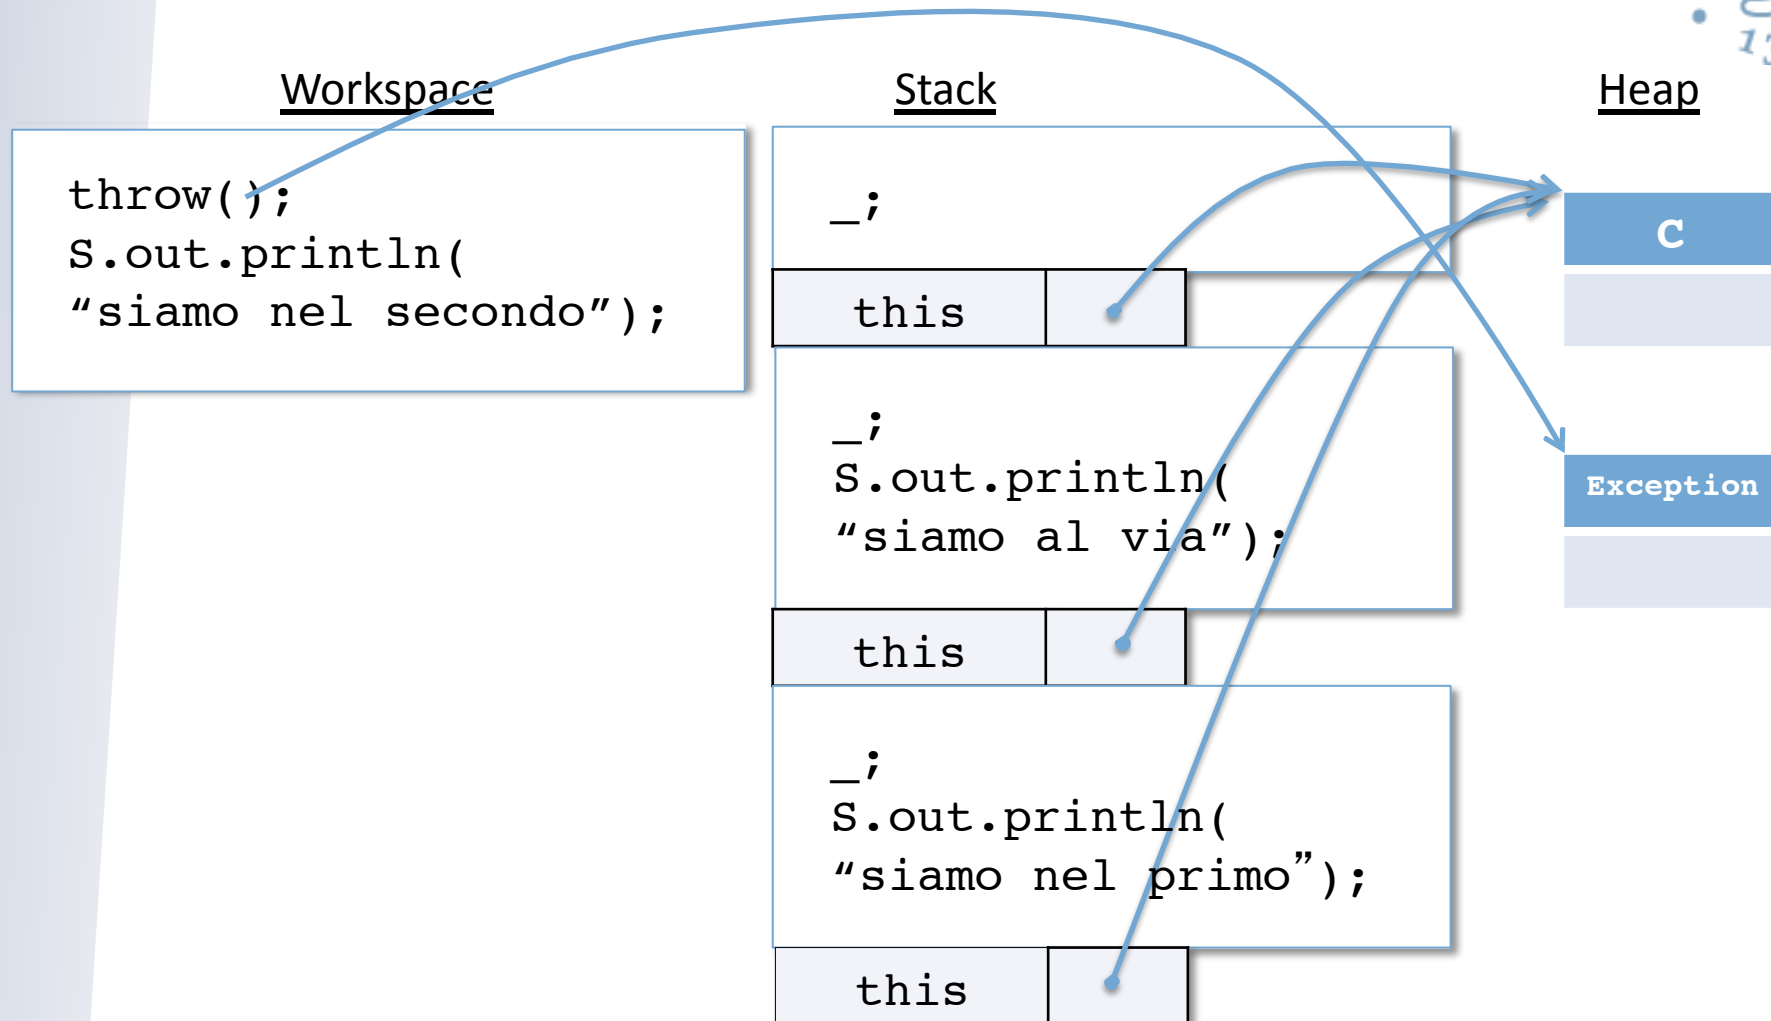 Workspace
Stack
Heap
throw();
S.out.println(
“siamo nel secondo”);
_;
this
_;
S.out.println(
“siamo al via”);
this
_;
S.out.println(
“siamo nel primo”);
this
C
Exception